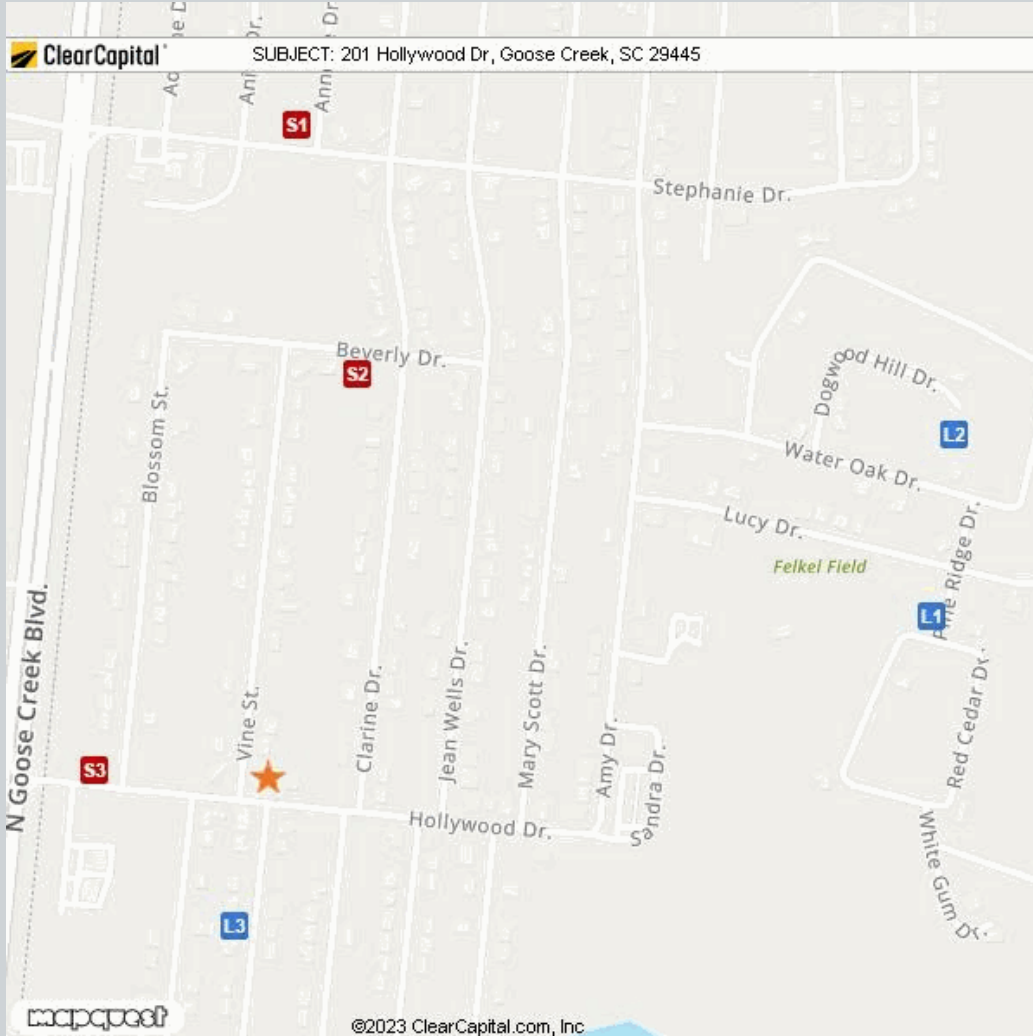 ClearCapital
SUBJECT: 201 Hollywood Dr, Goose Creek, SC 29445
S1
Stephanie Dr.
Beverly Dr.
S2
Dogwood Hill Dr.
L2
Blossom St.
Water Oak Dr.
Lucy Dr.
Felkel Field
Pine Ridge Dr.
L1
N Goose Creek Blvd.
Vine St.
Clarine Dr.
Jean Wells Dr.
Mary Scott Dr.
Amy Dr.
Sandra Dr.
Red Cedar Dr.
S3
Hollywood Dr.
White Gum Dr.
L3
mapquest
©2023 ClearCapital.com, Inc